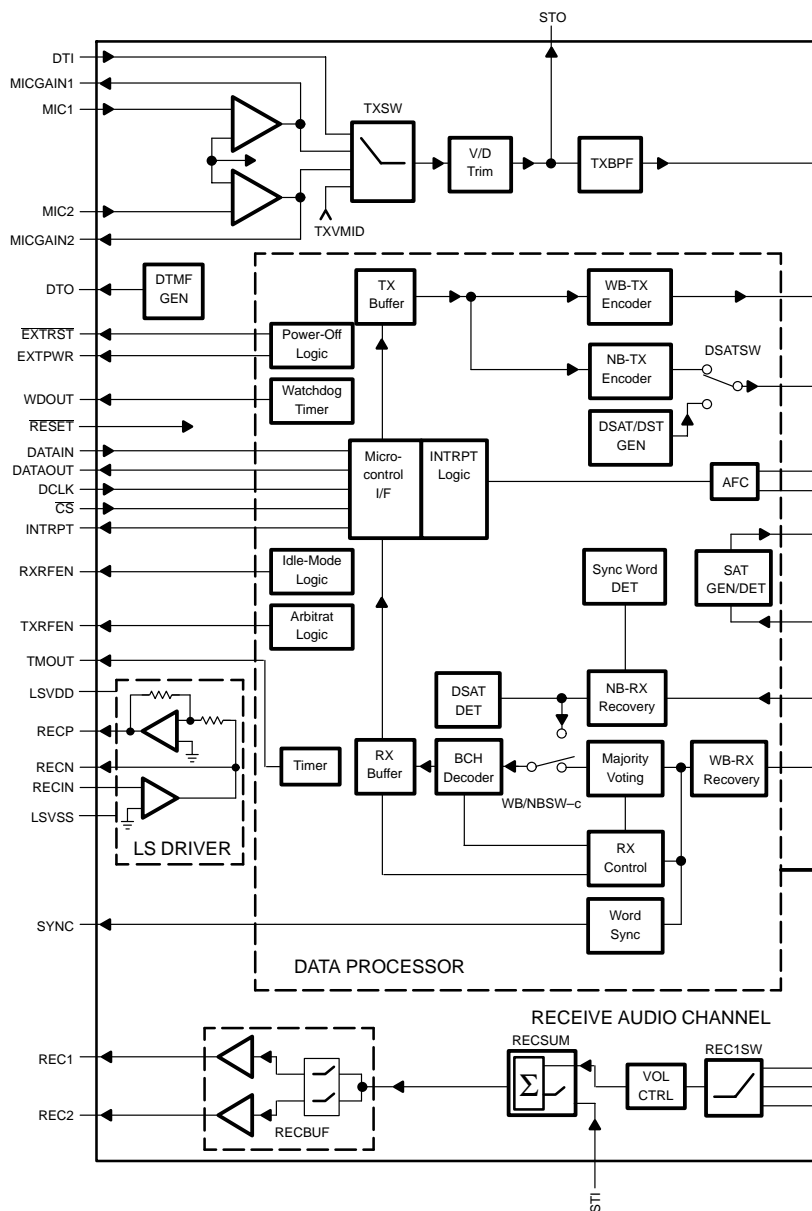 STO
DTI
MICGAIN1
MIC1
TXSW
V/D
Trim
TXBPF
MIC2
TXVMID
MICGAIN2
DTO
DTMF
GEN
TX
Buffer
WB-TX
Encoder
EXTRST
EXTPWR
Power-Off
Logic
NB-TX
Encoder
DSATSW
WDOUT
Watchdog
Timer
RESET
DSAT/DST
GEN
DATAIN
DATAOUT
DCLK
CS
INTRPT
Micro-
control
I/F
INTRPT
Logic
AFC
RXRFEN
Idle-Mode
Logic
Sync Word
DET
SAT
GEN/DET
TXRFEN
Arbitrat
Logic
TMOUT
LSVDD
DSAT
DET
NB-RX
Recovery
RECP
RECN
RECIN
LSVSS
LS DRIVER
Timer
RX
Buffer
BCH
Decoder
WB/NBSW–c
Majority
Voting
WB-RX
Recovery
RX
Control
SYNC
Word
Sync
DATA PROCESSOR
RECEIVE AUDIO CHANNEL
REC1
REC2
RECBUF
RECSUM
Σ
VOL
CTRL
REC1SW
STI